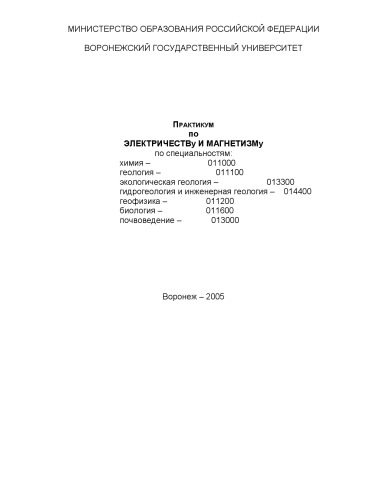 МИНИСТЕРСТВО ОБРАЗОВАНИЯ РОССИЙСКОЙ ФЕДЕРАЦИИ
ВОРОНЕЖСКИЙ ГОСУДАРСТВЕННЫЙ УНИВЕРСИТЕТ
ПРАКТИКУМ
по
ЭЛЕКТРИЧЕСТВу И МАГНЕТИЗМу
по специальностям:
химия – 011000
геология – 011100
экологическая геология – 013300
гидрогеология и инженерная геология – 014400
геофизика – 011200
биология – 011600
почвоведение – 013000
Воронеж – 2005